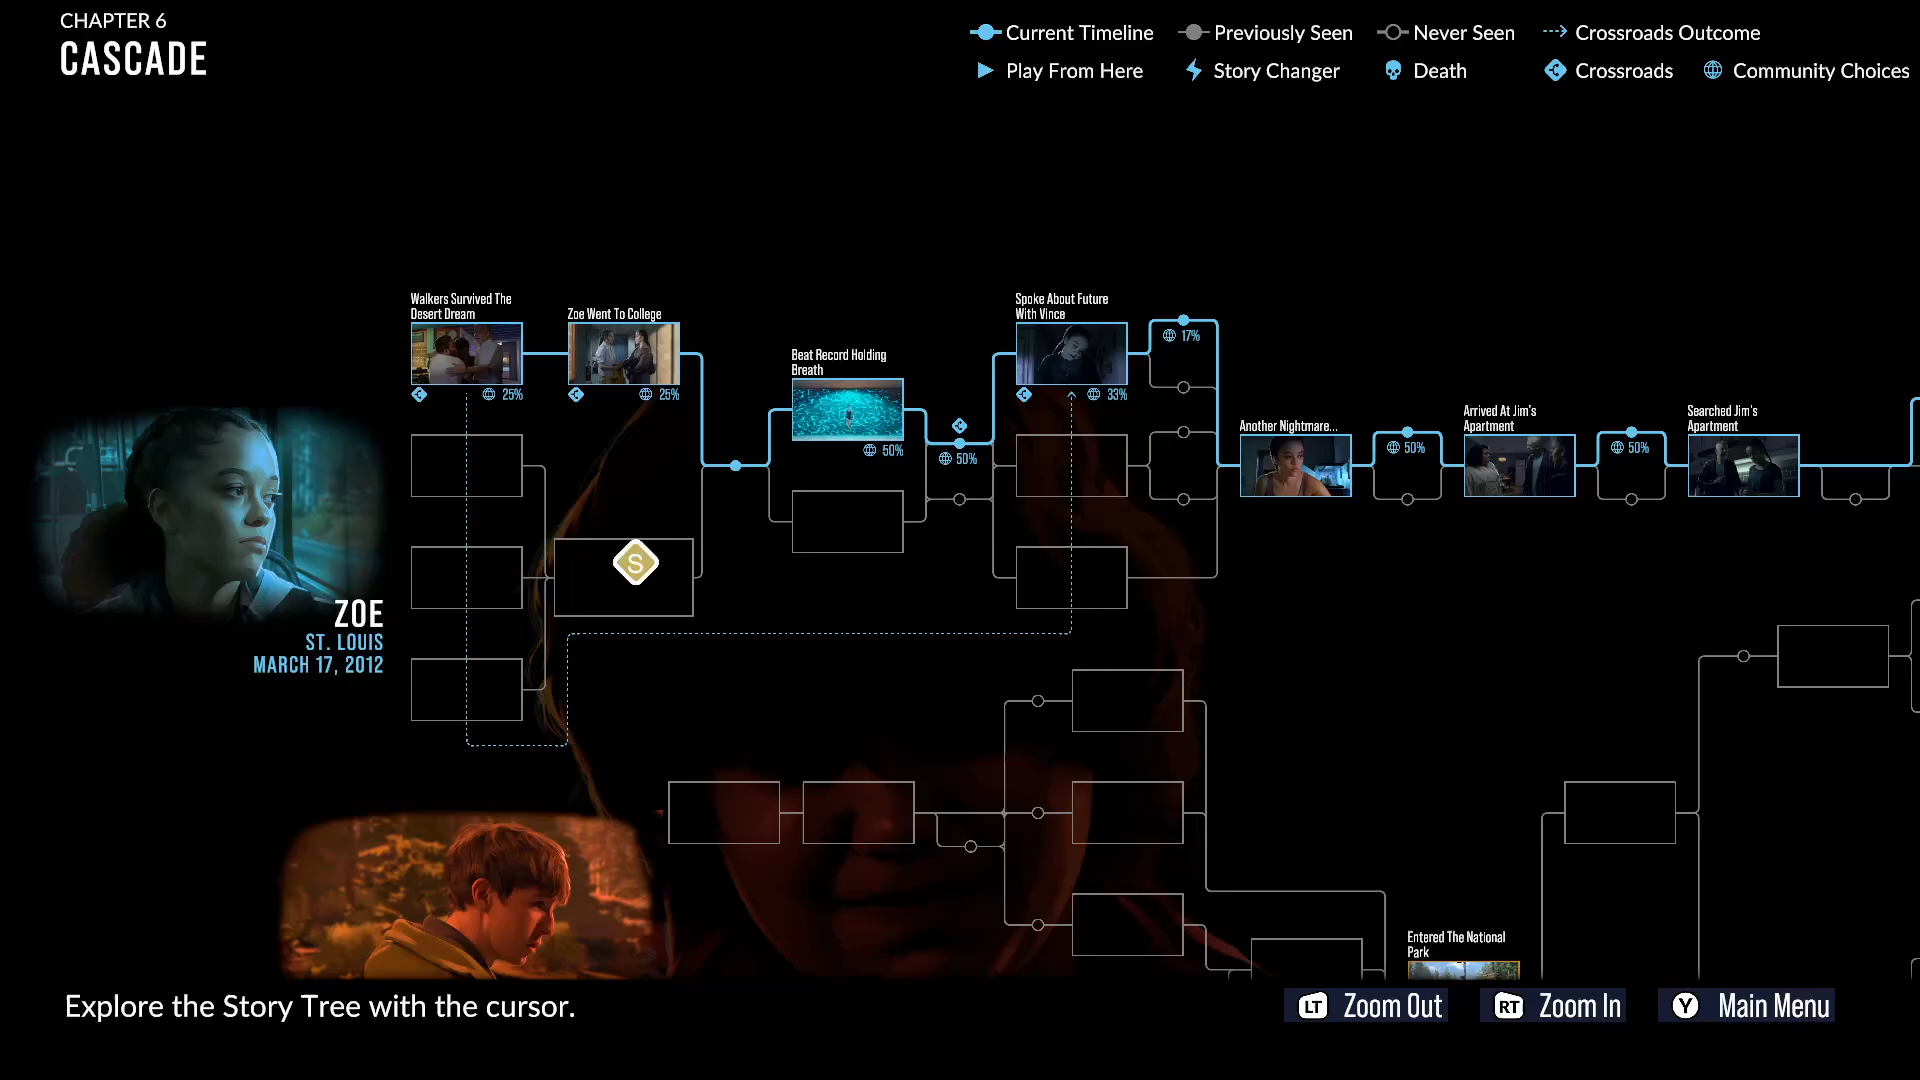 CHAPTER 6
CASCADE
Current Timeline
Previously Seen
Never Seen
Crossroads Outcome
Play From Here
Story Changer
Death
Crossroads
Community Choices
Walkers Survived The
Desert Dream
25%
Zoe Went To College
25%
Beat Record Holding
Breath
50%
50%
Spoke About Future
With Vince
33%
17%
Another Nightmare...
50%
Arrived At Jim's
Apartment
50%
Searched Jim's
Apartment
S
ZOE
ST. LOUIS
MARCH 17, 2012
Entered The National
Park
Explore the Story Tree with the cursor.
LT Zoom Out
RT Zoom In
Y Main Menu